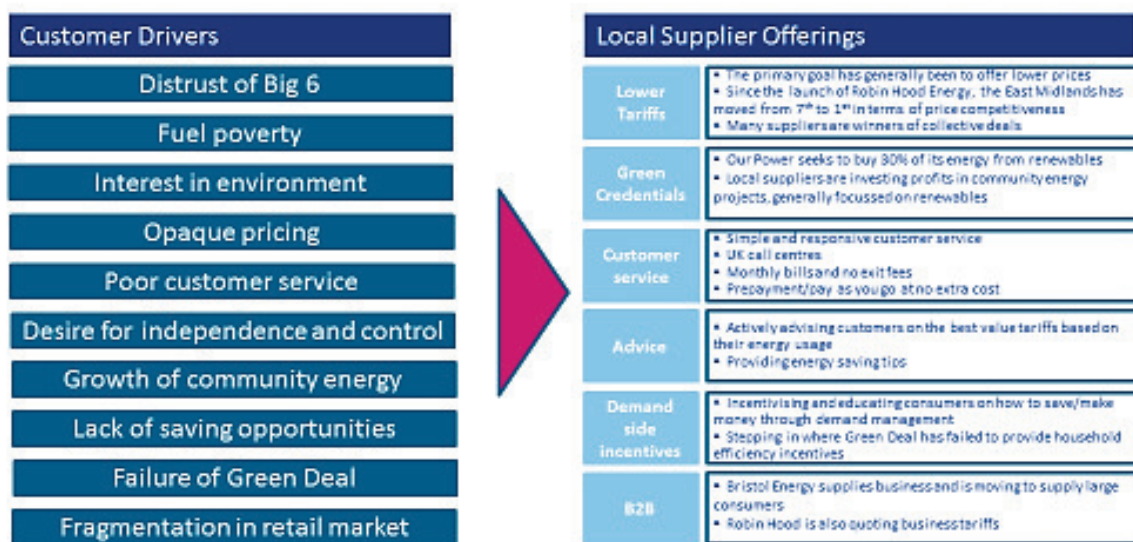 Customer Drivers
Distrust of Big 6
Fuel poverty
Interest in environment
Opaque pricing
Poor customer service
Desire for independence and control
Growth of community energy
Lack of saving opportunities
Failure of Green Deal
Fragmentation in retail market
Local Supplier Offerings
Lower
Tariffs
▪ The primary goal has generally been to offer lower prices
▪ Since the launch of Robin Hood Energy, the East Midlands has
moved from 7th to 1st in terms of price competitiveness
▪ Many suppliers are winners of collective deals
Green
Credentials
▪ Our Power seeks to buy 30% of its energy from renewables
▪ Local suppliers are investing profits in community energy
projects, generally focussed on renewables
Customer
service
▪ Simple and responsive customer service
▪ UK call centres
▪ Monthly bills and no exit fees
▪ Prepayment/pay as you go at no extra cost
Advice
▪ Actively advising customers on the best value tariffs based on
their energy usage
▪ Providing energy saving tips
Demand
side
incentives
▪ Incentivising and educating consumers on how to save/make
money through demand management
▪ Stepping in where Green Deal has failed to provide household
efficiency incentives
B2B
▪ Bristol Energy supplies business and is moving to supply large
consumers
▪ Robin Hood is also quoting business tariffs